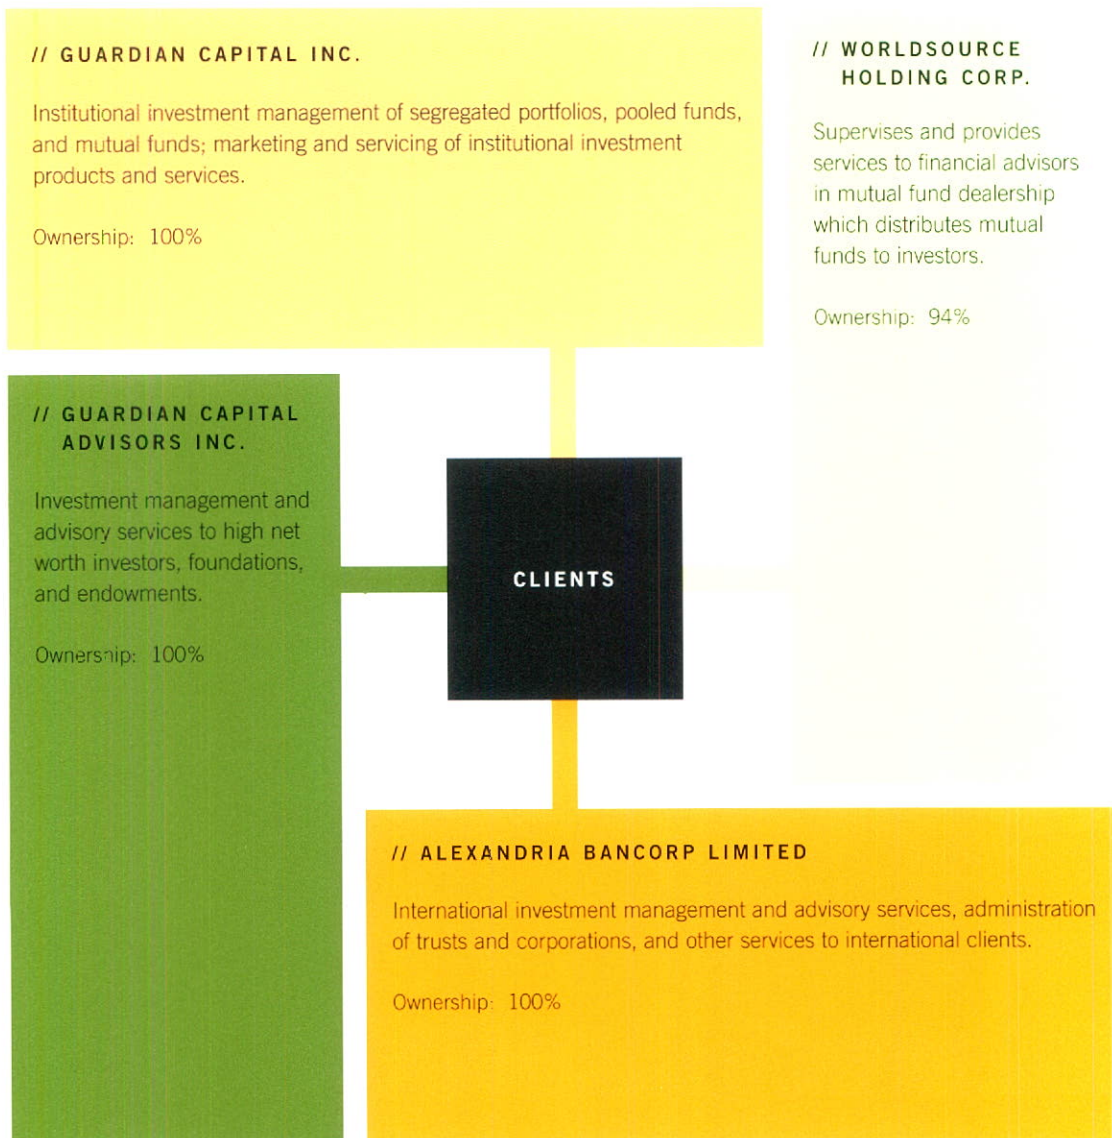 // GUARDIAN CAPITAL INC.
Institutional investment management of segregated portfolios, pooled funds,
and mutual funds; marketing and servicing of institutional investment
products and services.
Ownership: 100%
// WORLDSOURCE
HOLDING CORP.
Supervises and provides
services to financial advisors
in mutual fund dealership
which distributes mutual
funds to investors.
Ownership: 94%
// GUARDIAN CAPITAL
ADVISORS INC.
Investment management and
advisory services to high net
worth investors, foundations,
and endowments.
Ownership: 100%
CLIENTS
// ALEXANDRIA BANCORP LIMITED
International investment management and advisory services, administration
of trusts and corporations, and other services to international clients.
Ownership: 100%